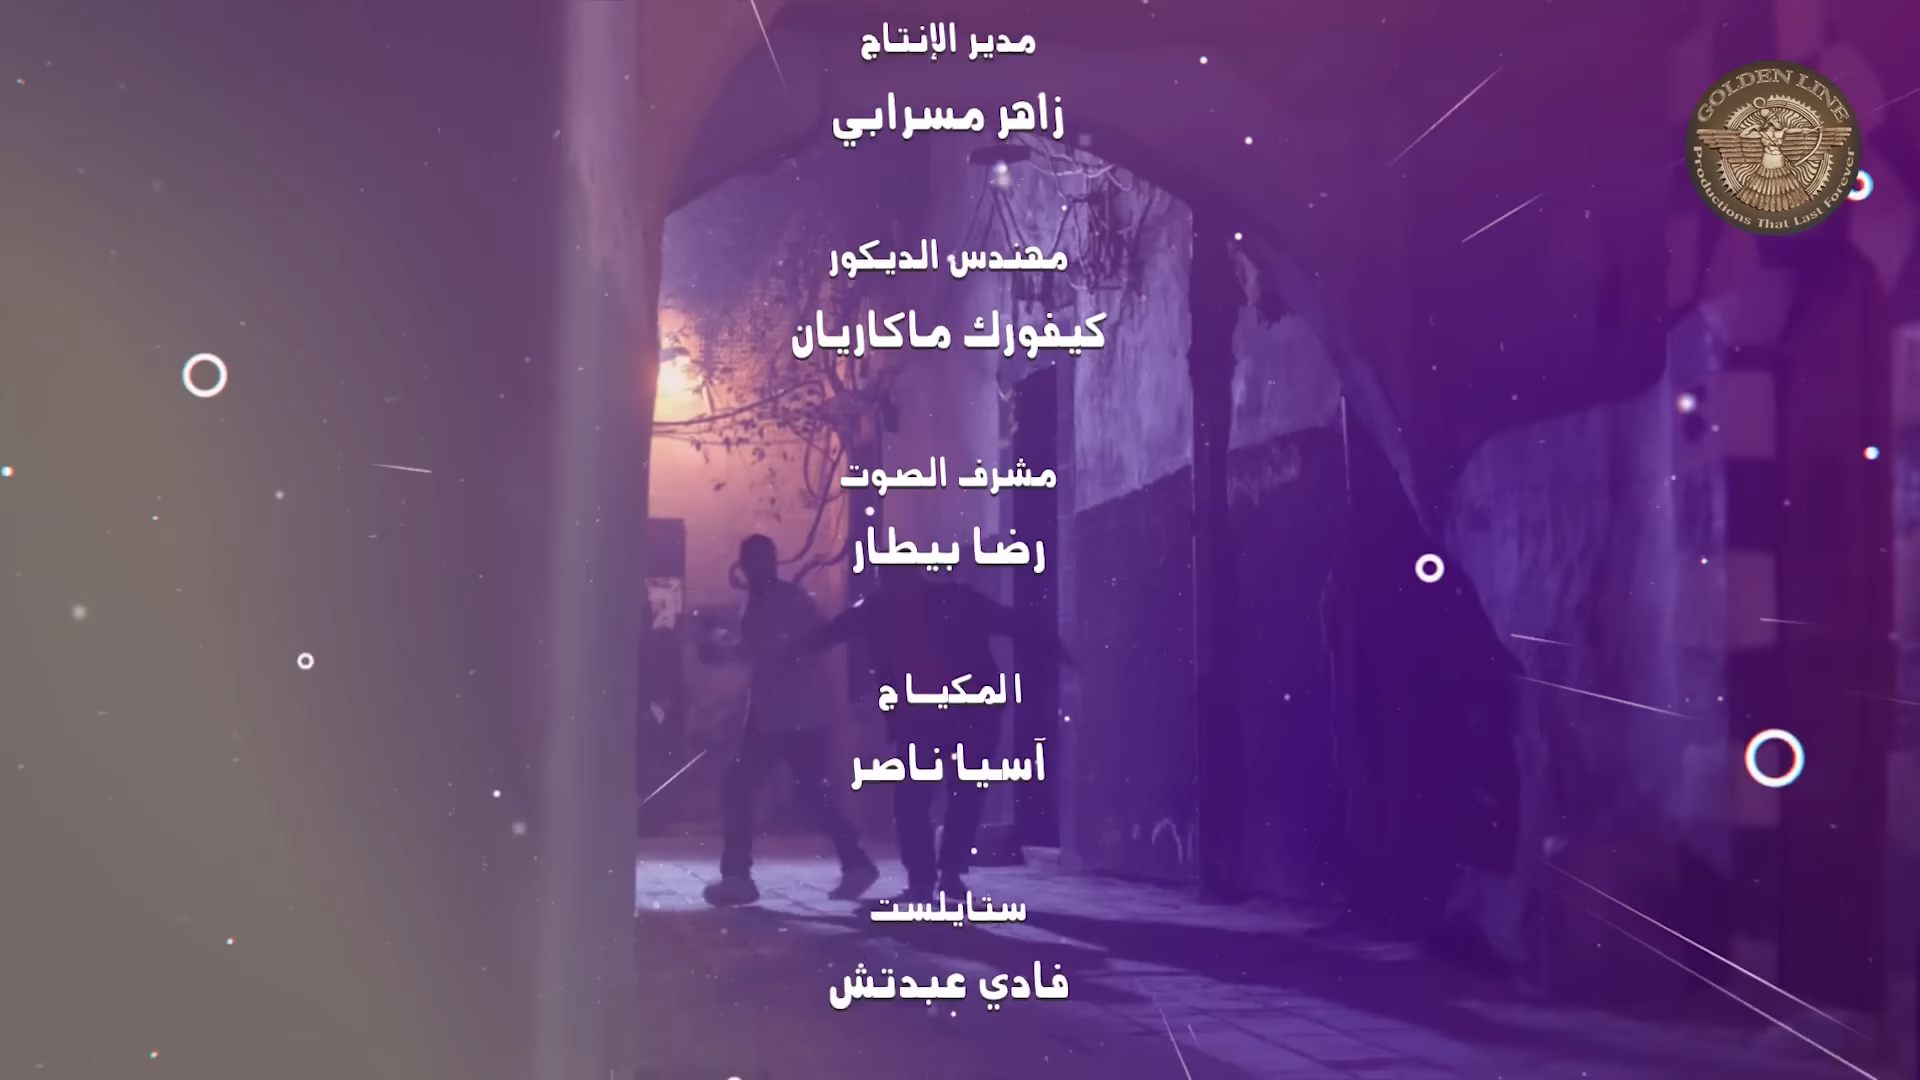 مدير الإنتاج
زاهر مسرابي
مهندس الديكور
كيفورك ماكاريان
مشرف الصوت
رضا بيطار
المكياج
آسيا ناصر
ستايلست
فادي عبدتش
GOLDEN LINE
Productions That Last Forever